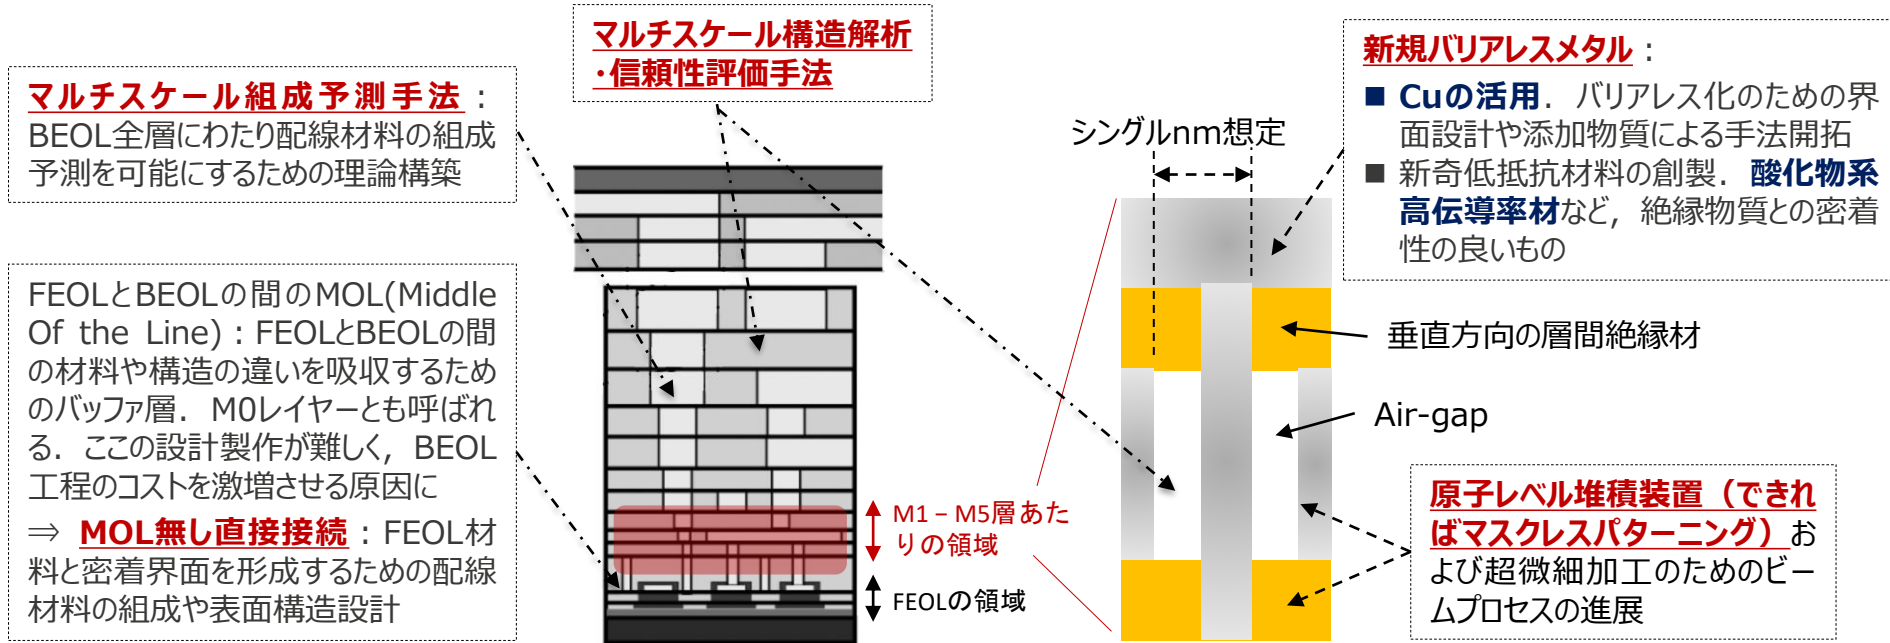 マルチスケール構造解析
・信頼性評価手法
マルチスケール組成予測手法：
BEOL全層にわたり配線材料の組成
予測を可能にするための理論構築
FEOLとBEOLの間のMOL(Middle
Of the Line)：FEOLとBEOLの間
の材料や構造の違いを吸収するため
のバッファ層． M0レイヤーとも呼ばれ
る．ここの設計製作が難しく，BEOL
工程のコストを激増させる原因に
⇒ MOL無し直接接続：FEOL材
料と密着界面を形成するための配線
材料の組成や表面構造設計
M1－M5層あた
りの領域
FEOLの領域
シングルnm想定
新規バリアレスメタル：
■ Cuの活用．バリアレス化のための界
面設計や添加物質による手法開拓
■ 新奇低抵抗材料の創製．酸化物系
高伝導率材など，絶縁物質との密着
性の良いもの
垂直方向の層間絶縁材
Air-gap
原子レベル堆積装置（できれ
ばマスクレスパターニング）お
よび超微細加工のためのビー
ムプロセスの進展